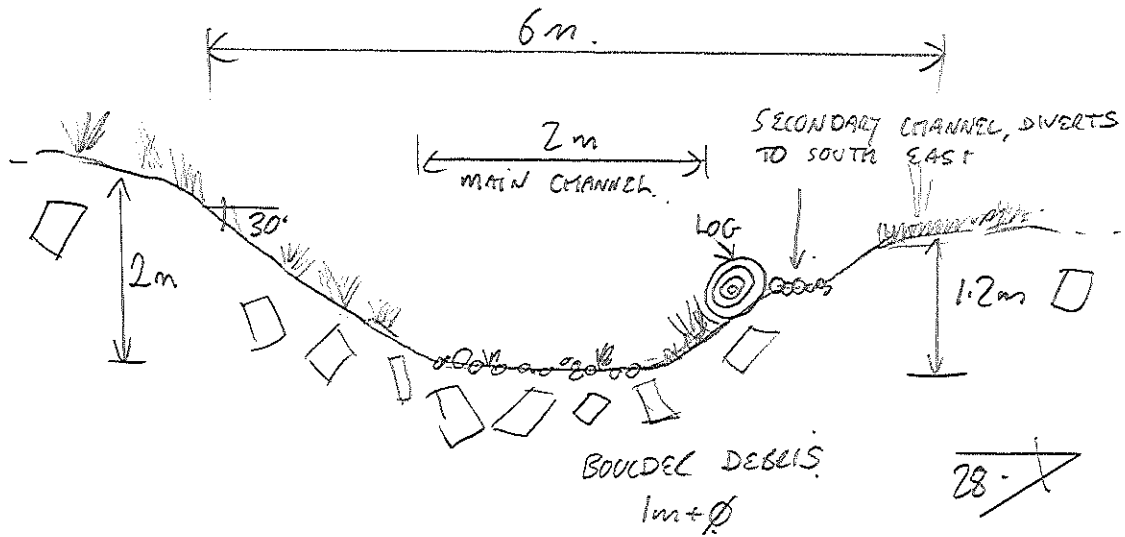 6m.
SECONDARY CHANNEL, DIVERTS
TO SOUTH EAST
2m
MAIN CHANNEL.
30°
LOG
2m
1.2m
BOULDER DEBRIS.
1m+Ø
28°